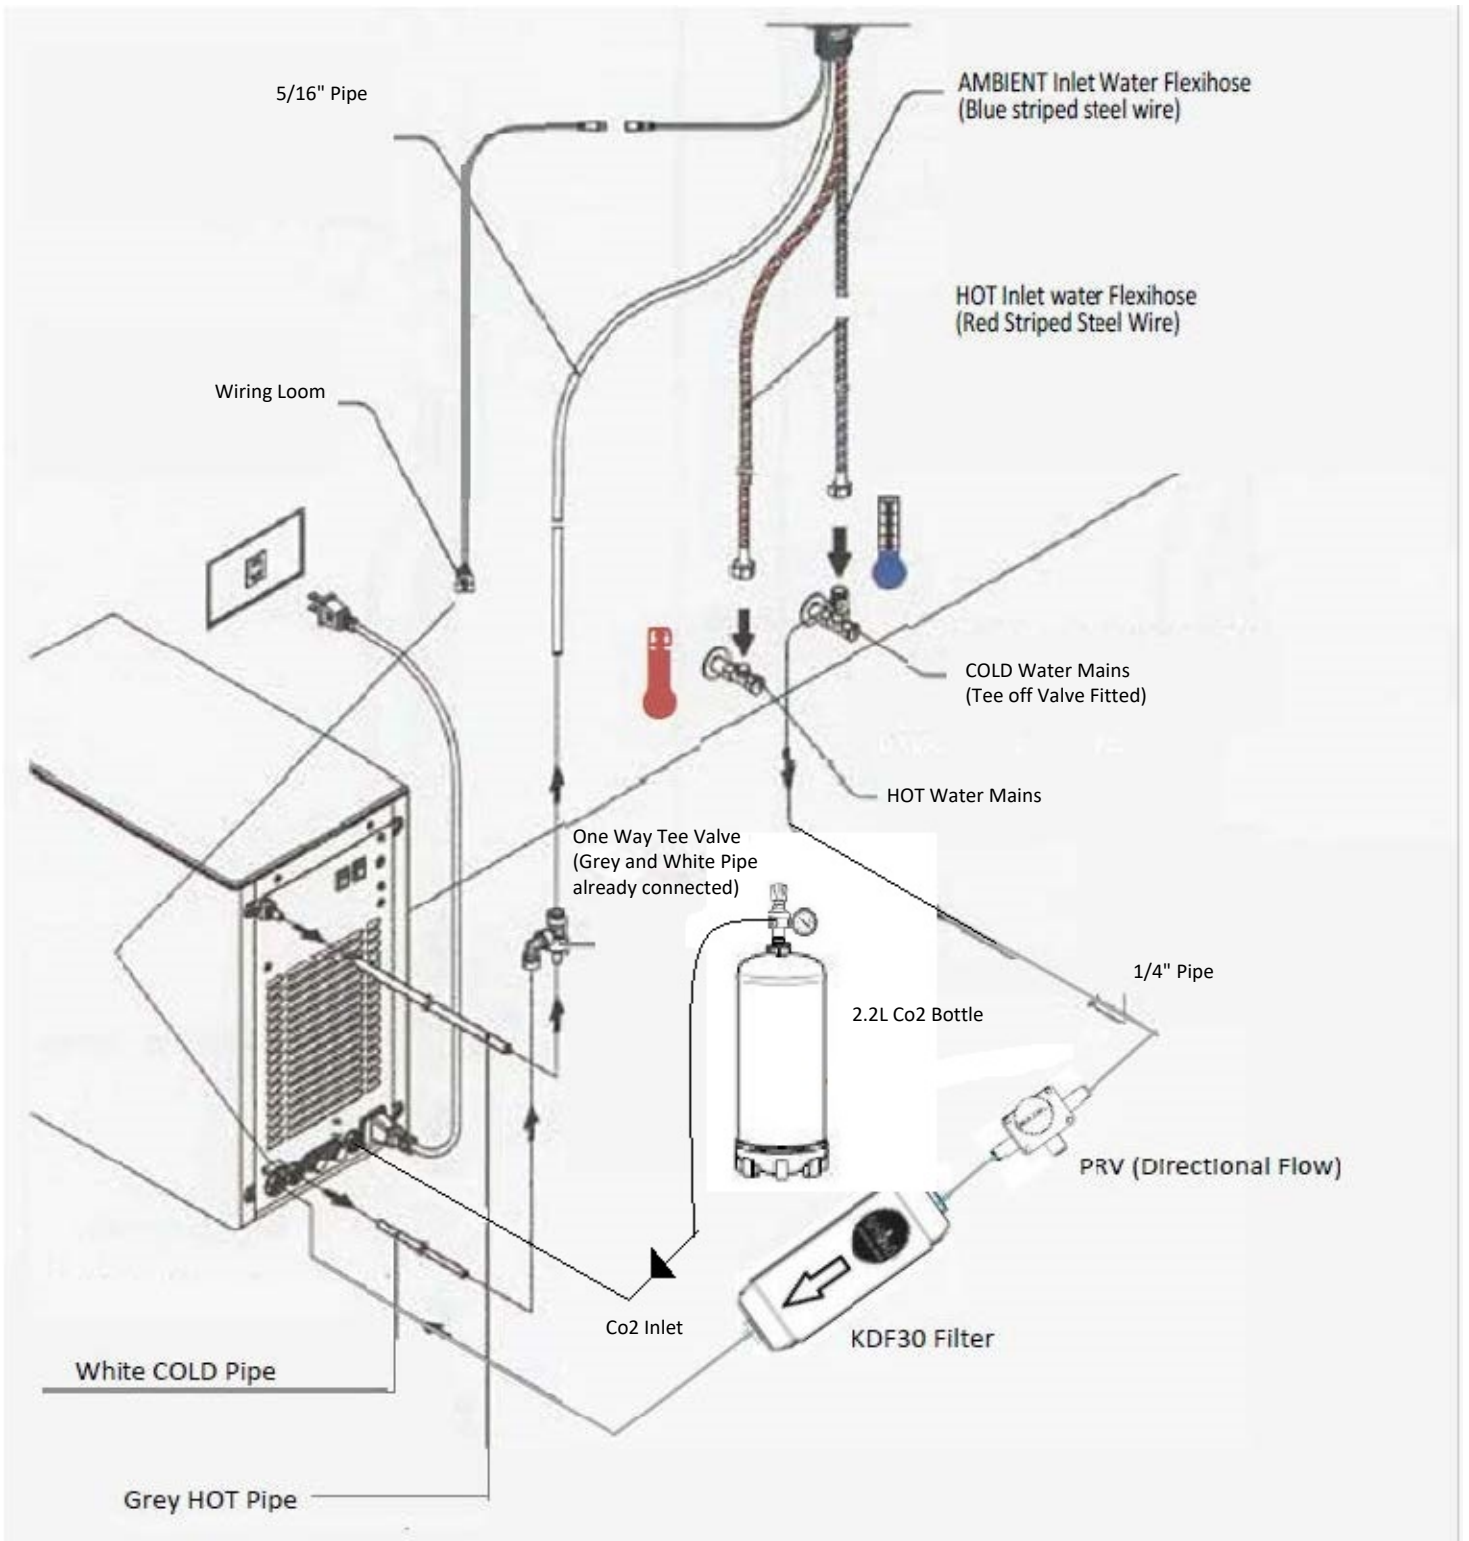 5/16" Pipe
AMBIENT Inlet Water Flexihose
(Blue striped steel wire)
HOT Inlet water Flexihose
(Red Striped Steel Wire)
Wiring Loom
COLD Water Mains
(Tee off Valve Fitted)
HOT Water Mains
One Way Tee Valve
(Grey and White Pipe
already connected)
1/4" Pipe
2.2L Co2 Bottle
PRV (Directional Flow)
Co2 Inlet
KDF30 Filter
White COLD Pipe
Grey HOT Pipe